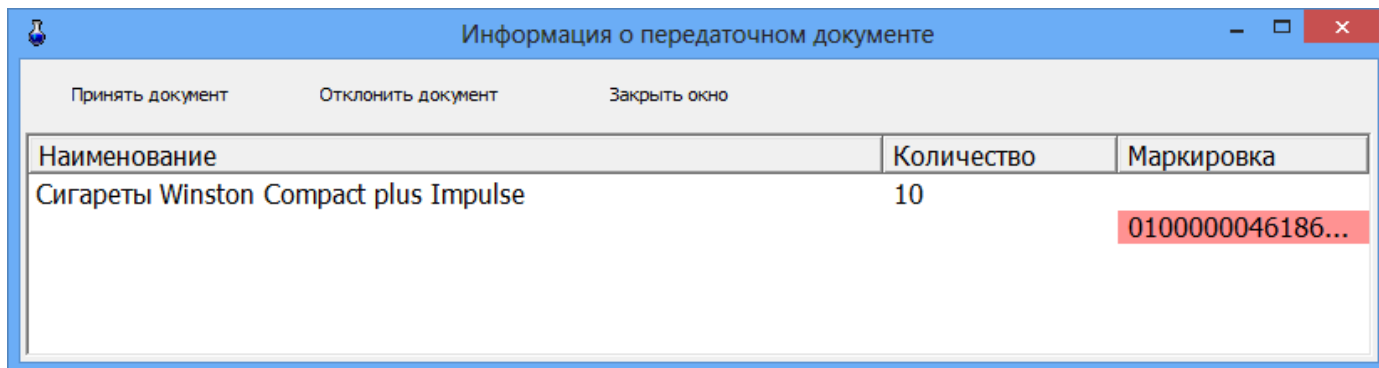 Информация о передаточном документе
Принять документ Отклонить документ Закрыть окно
Наименование Количество Маркировка
Сигареты Winston Compact plus Impulse 10
0100000046186...